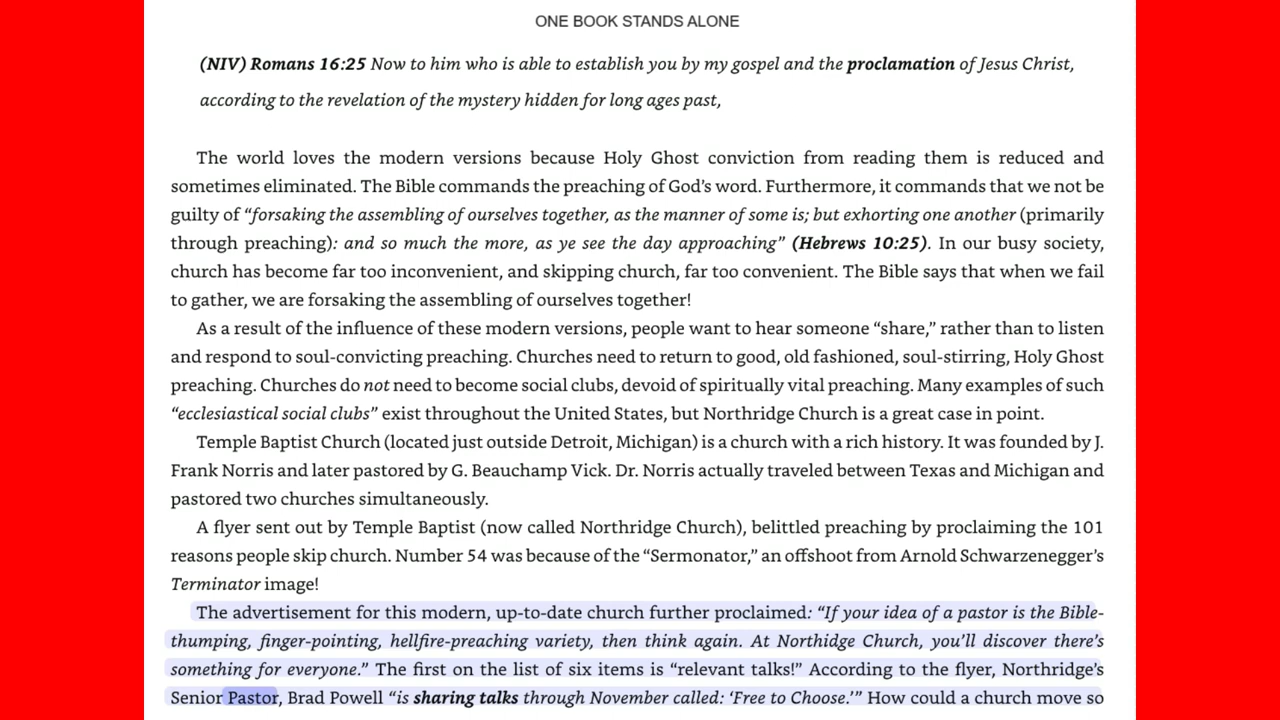 ONE BOOK STANDS ALONE
(NIV) Romans 16:25 Now to him who is able to establish you by my gospel and the proclamation of Jesus Christ,
according to the revelation of the mystery hidden for long ages past,
The world loves the modern versions because Holy Ghost conviction from reading them is reduced and
sometimes eliminated. The Bible commands the preaching of God’s word. Furthermore, it commands that we not be
guilty of “forsaking the assembling of ourselves together, as the manner of some is; but exhorting one another (primarily
through preaching): and so much the more, as ye see the day approaching” (Hebrews 10:25). In our busy society,
church has become far too inconvenient, and skipping church, far too convenient. The Bible says that when we fail
to gather, we are forsaking the assembling of ourselves together!
As a result of the influence of these modern versions, people want to hear someone “share,” rather than to listen
and respond to soul-convicting preaching. Churches need to return to good, old fashioned, soul-stirring, Holy Ghost
preaching. Churches do not need to become social clubs, devoid of spiritually vital preaching. Many examples of such
“ecclesiastical social clubs” exist throughout the United States, but Northridge Church is a great case in point.
Temple Baptist Church (located just outside Detroit, Michigan) is a church with a rich history. It was founded by J.
Frank Norris and later pastored by G. Beauchamp Vick. Dr. Norris actually traveled between Texas and Michigan and
pastored two churches simultaneously.
A flyer sent out by Temple Baptist (now called Northridge Church), belittled preaching by proclaiming the 101
reasons people skip church. Number 54 was because of the “Sermonator,” an offshoot from Arnold Schwarzenegger’s
Terminator image!
The advertisement for this modern, up-to-date church further proclaimed: “If your idea of a pastor is the Bible-
thumping, finger-pointing, hellfire-preaching variety, then think again. At Northidge Church, you’ll discover there’s
something for everyone.” The first on the list of six items is “relevant talks!” According to the flyer, Northridge’s
Senior Pastor, Brad Powell “is sharing talks through November called: ‘Free to Choose.’” How could a church move so